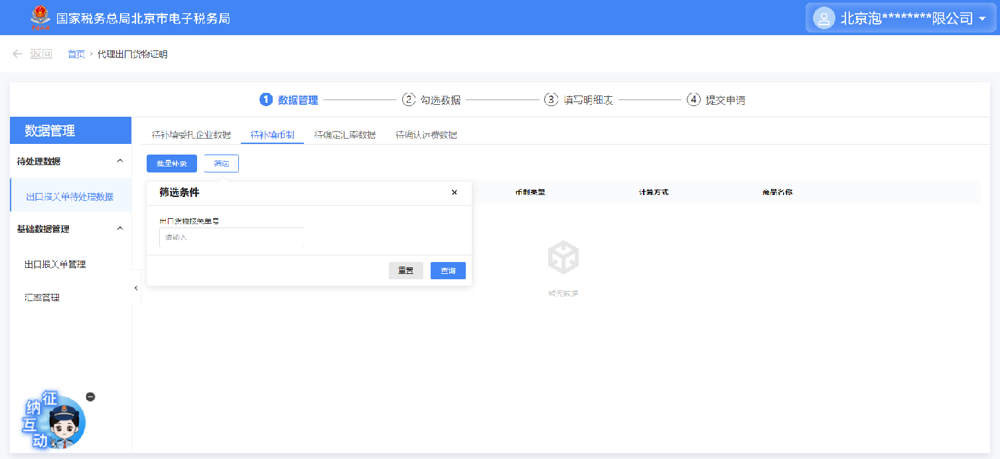 国家税务总局北京市电子税务局
北京泡********限公司
返回 首页 › 代理出口货物证明
1 数据管理 2 勾选数据 3 填写明细表 4 提交申请
数据管理
待补填委托企业数据 待补填币制 待确定汇率数据 待确认运费数据
待处理数据
批量补录 筛选
筛选条件 ×
币制类型 计算方式 商品名称
出口报关单待处理数据
出口货物报关单号
请输入
基础数据管理
出口报关单管理
重置 查询
汇率管理
暂无数据
征
纳
互
动